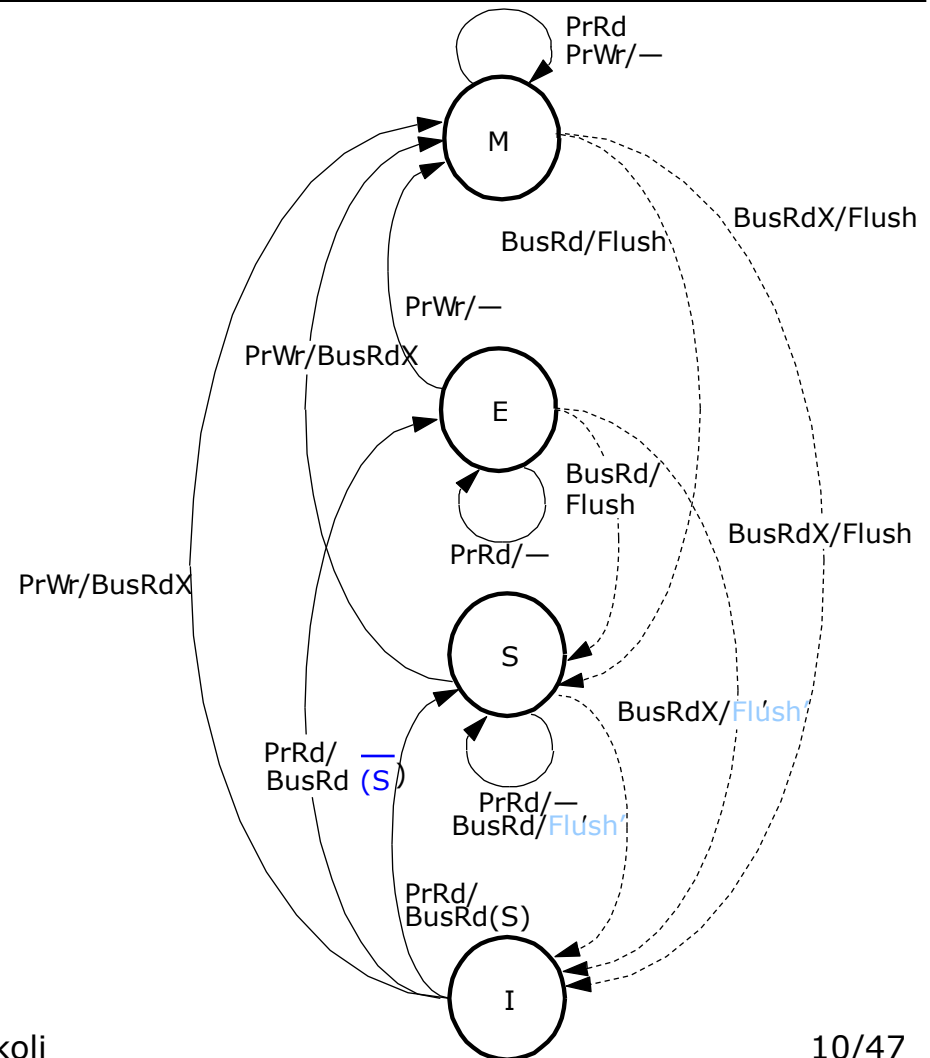 PrRd
PrWr/—
M
BusRdX/Flush
BusRd/Flush
PrWr/—
PrWr/BusRdX
E
BusRd/
Flush
PrRd/—
BusRdX/Flush
PrWr/BusRdX
S
BusRdX/Flush’
PrRd/
BusRd (S̅)
PrRd/—
BusRd/Flush’
PrRd/
BusRd(S)
I
koli
10/47